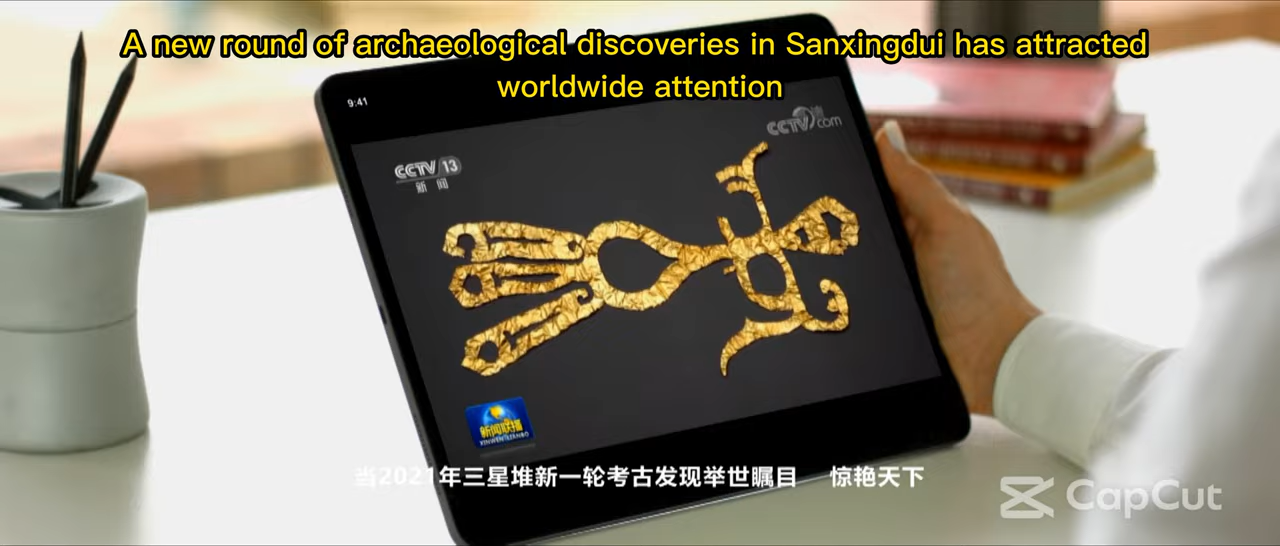 A new round of archaeological discoveries in Sanxingdui has attracted
worldwide attention
9:41
CCTV.com
CCTV 13
新闻
新闻联播
XINWENLIANBO
当2021年三星堆新一轮考古发现举世瞩目 惊艳天下
CapCut